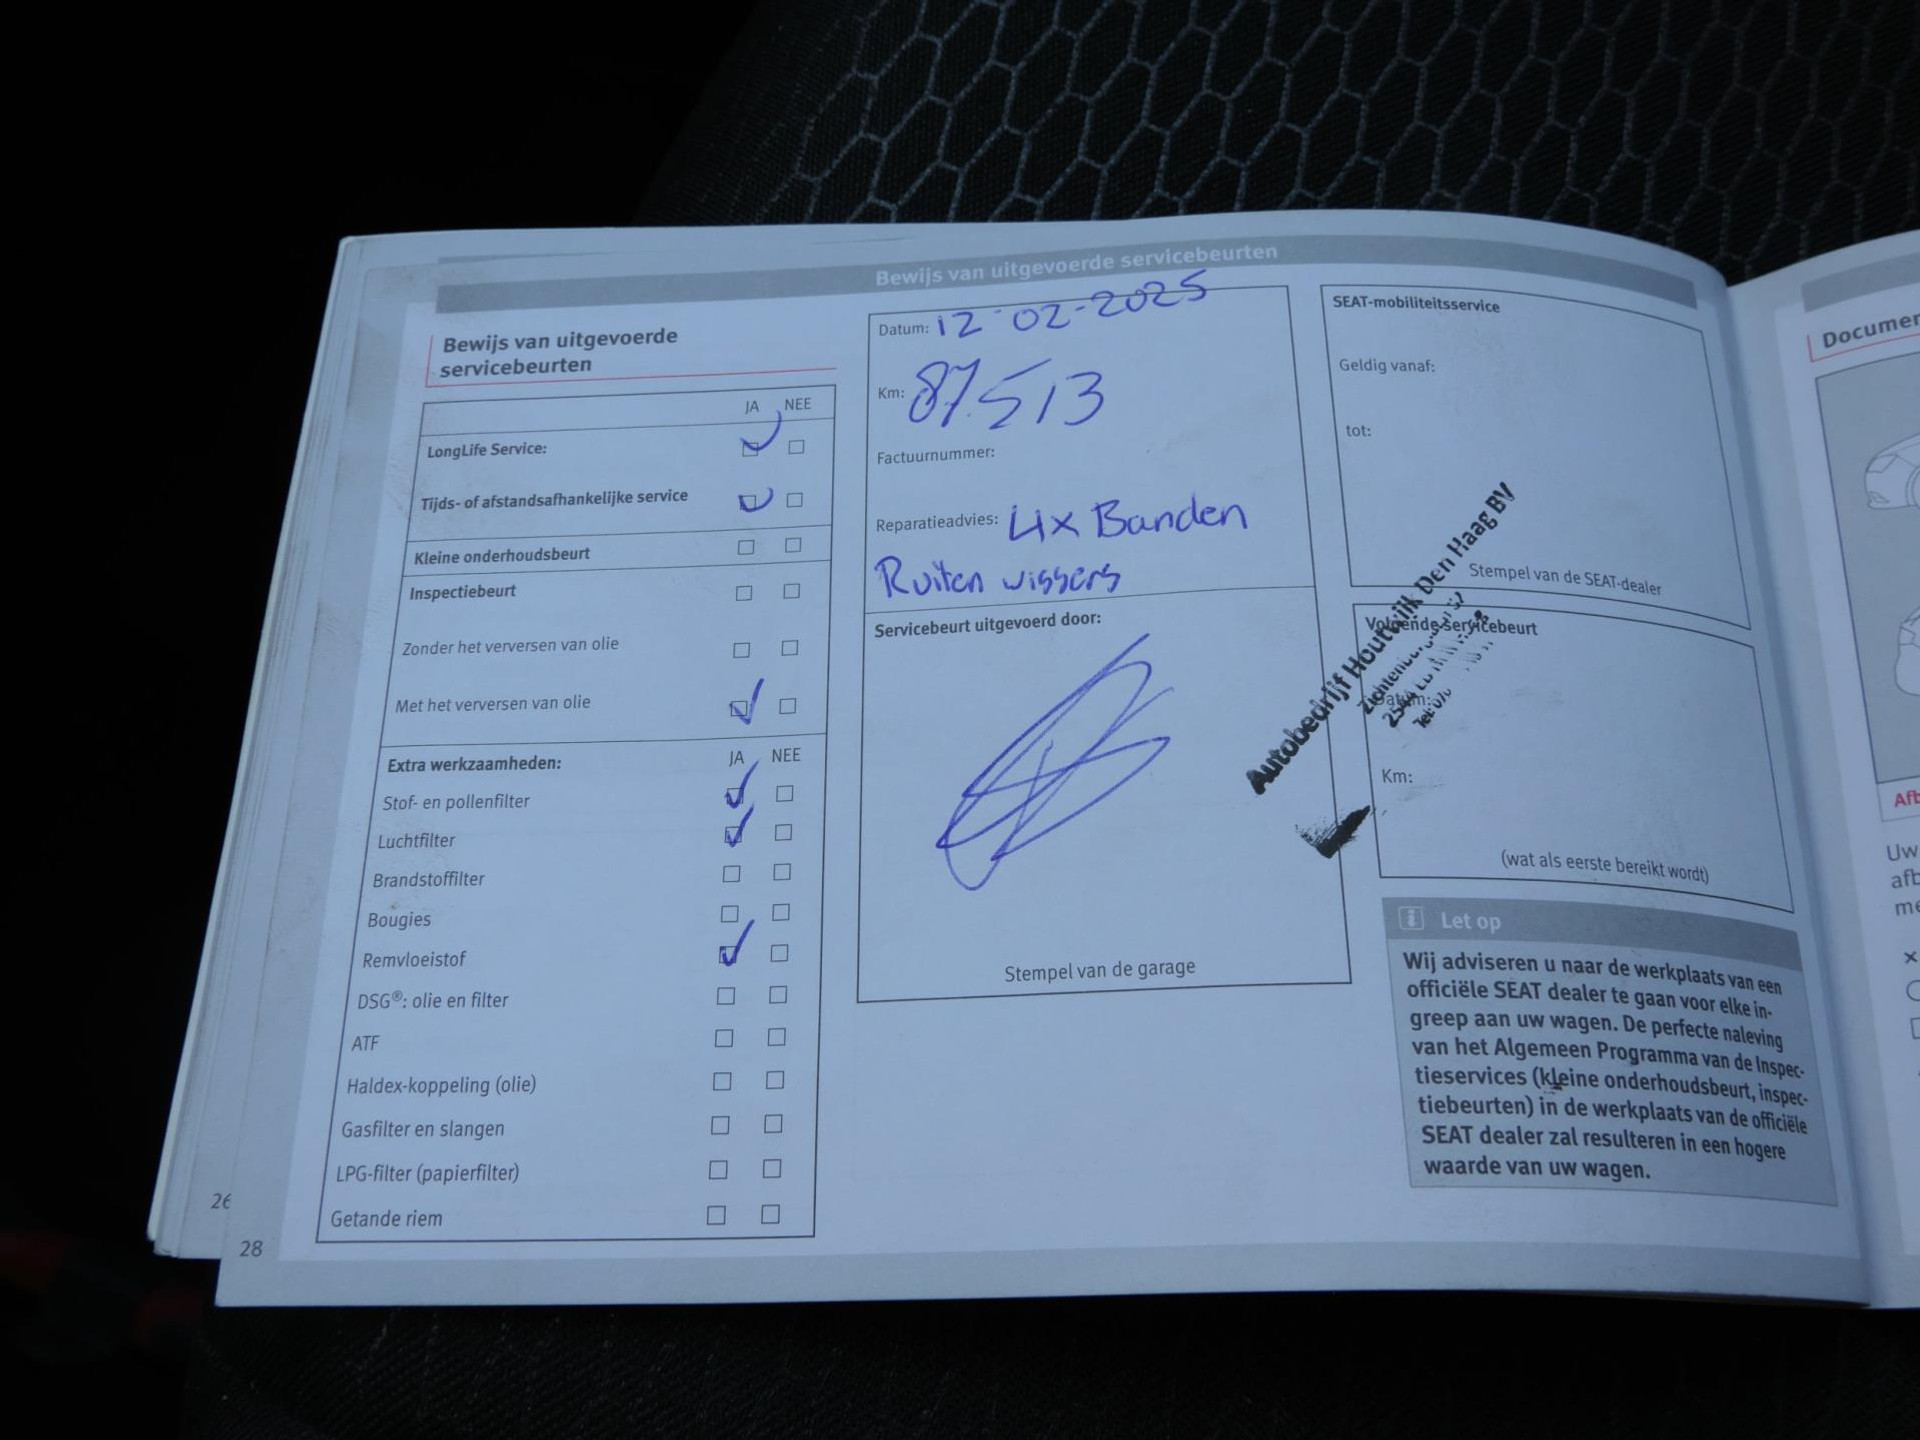 Bewijs van uitgevoerde servicebeurten
Bewijs van uitgevoerde
servicebeurten
JA NEE
LongLife Service:
Tijds- of afstandsafhankelijke service
Kleine onderhoudsbeurt
Inspectiebeurt
Zonder het verversen van olie
Met het verversen van olie
Extra werkzaamheden: JA NEE
Stof- en pollenfilter
Luchtfilter
Brandstoffilter
Bougies
Remvloeistof
DSG®: olie en filter
ATF
Haldex-koppeling (olie)
Gasfilter en slangen
LPG-filter (papierfilter)
Getande riem
26
28
Datum: 12-02-2025
Km: 87.513
Factuurnummer:
Reparatieadvies: 4x Banden
Ruiten wissers
Servicebeurt uitgevoerd door:
Stempel van de garage
SEAT-mobiliteitsservice
Geldig vanaf:
tot:
Stempel van de SEAT-dealer
Autobedrijf Houtwijk Den Haag BV
Volgende servicebeurt
Datum:
Km:
(wat als eerste bereikt wordt)
Let op
Wij adviseren u naar de werkplaats van een
officiële SEAT dealer te gaan voor elke in-
greep aan uw wagen. De perfecte naleving
van het Algemeen Programma van de Inspec-
tieservices (kleine onderhoudsbeurt, inspec-
tiebeurten) in de werkplaats van de officiële
SEAT dealer zal resulteren in een hogere
waarde van uw wagen.
Documen
Afb
Uw
afb
me